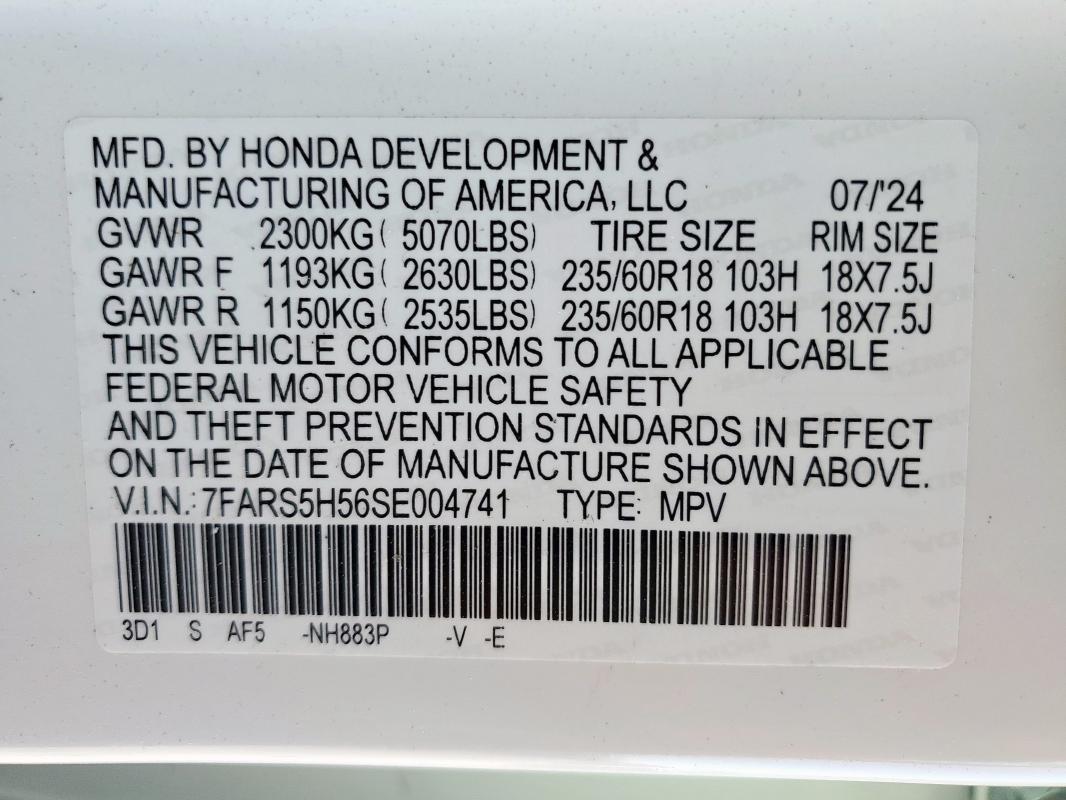 MFD. BY HONDA DEVELOPMENT &
MANUFACTURING OF AMERICA, LLC 07/'24
GVWR 2300KG( 5070LBS) TIRE SIZE RIM SIZE
GAWR F 1193KG( 2630LBS) 235/60R18 103H 18X7.5J
GAWR R 1150KG( 2535LBS) 235/60R18 103H 18X7.5J
THIS VEHICLE CONFORMS TO ALL APPLICABLE
FEDERAL MOTOR VEHICLE SAFETY
AND THEFT PREVENTION STANDARDS IN EFFECT
ON THE DATE OF MANUFACTURE SHOWN ABOVE.
V.I.N.: 7FARS5H56SE004741 TYPE: MPV
3D1 S AF5 -NH883P -V -E